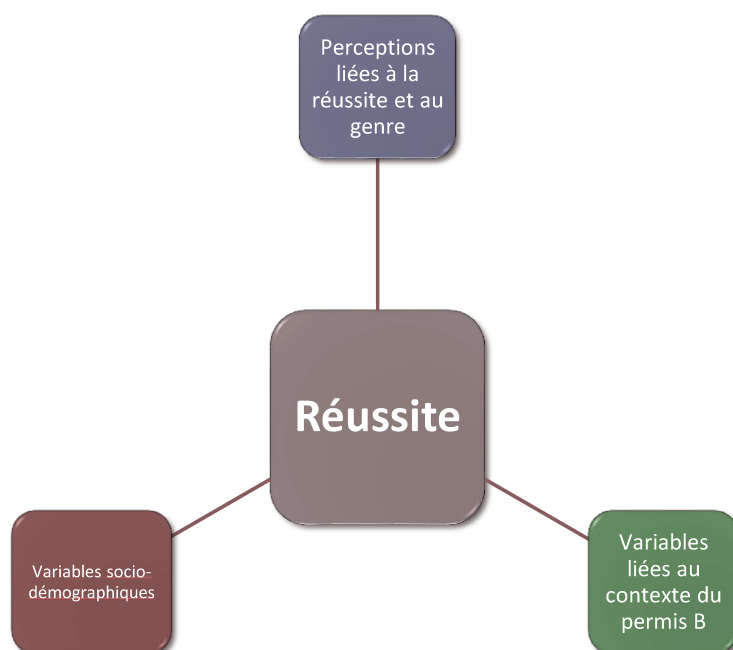 Perceptions
liées à la
réussite et au
genre
Réussite
Variables socio-
démographiques
Variables
liées au
contexte du
permis B